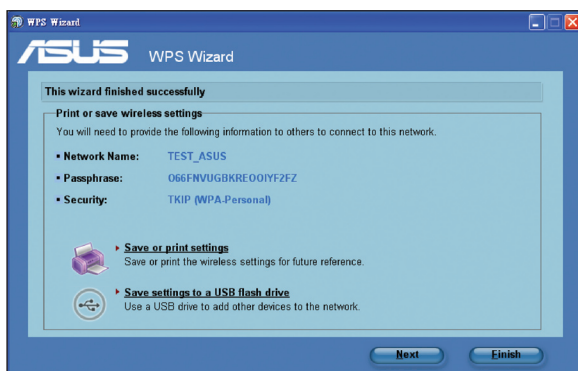 WPS Wizard
ASUS WPS Wizard
This wizard finished successfully
Print or save wireless settings
You will need to provide the following information to others to connect to this network.
Network Name: TEST_ASUS
Passphrase: O66FNVUGBKREOOIYF2FZ
Security: TKIP (WPA-Personal)
Save or print settings
Save or print the wireless settings for future reference.
Save settings to a USB flash drive
Use a USB drive to add other devices to the network.
Next Finish